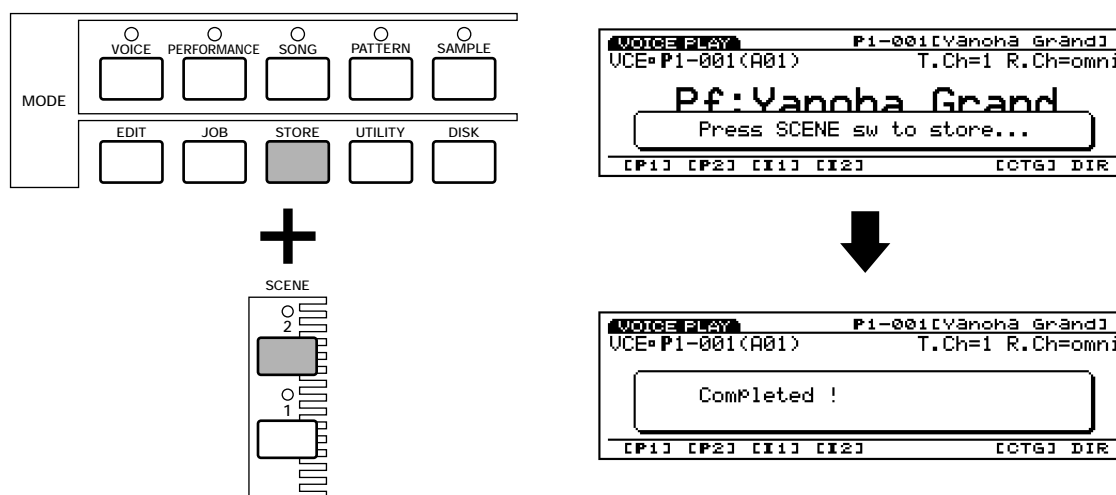 VOICE PERFORMANCE SONG PATTERN SAMPLE
MODE
EDIT JOB STORE UTILITY DISK
SCENE
2
1
VOICE PLAY P1-001[Yanoha Grand]
VCE P1-001(A01) T.Ch=1 R.Ch=omni
Pf:Yanoha Grand
Press SCENE sw to store...
[P1] [P2] [I1] [I2] [CTG] DIR
VOICE PLAY P1-001[Yanoha Grand]
VCE P1-001(A01) T.Ch=1 R.Ch=omni
Completed !
[P1] [P2] [I1] [I2] [CTG] DIR